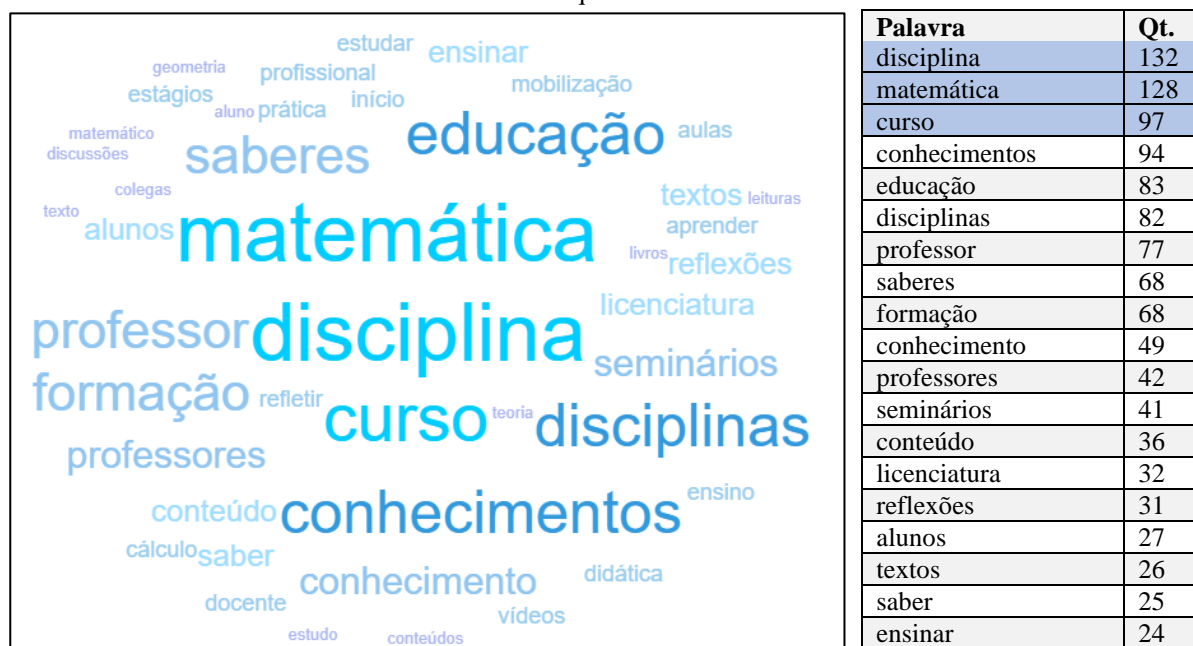 estudar ensinar
geometria profissional mobilização
estágios aluno prática início
matemático educação aulas
discussões saberes
colegas textos leituras
texto alunos matemática aprender
livros reflexões
licenciatura
professor disciplina seminários
formação refletir curso teoria disciplinas
professores
ensino
conteúdo conhecimentos
cálculo saber
conhecimento didática
docente vídeos
estudo conteúdos
Palavra Qt.
disciplina 132
matemática 128
curso 97
conhecimentos 94
educação 83
disciplinas 82
professor 77
saberes 68
formação 68
conhecimento 49
professores 42
seminários 41
conteúdo 36
licenciatura 32
reflexões 31
alunos 27
textos 26
saber 25
ensinar 24